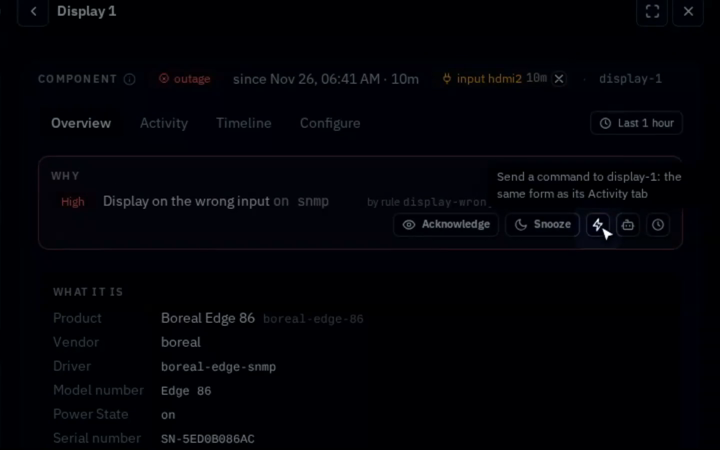 Display 1
COMPONENT outage since Nov 26, 06:41 AM · 10m input hdmi2 10m · display-1
Overview Activity Timeline Configure Last 1 hour
WHY
Send a command to display-1: the
same form as its Activity tab
High Display on the wrong input on snmp by rule display-wron
Acknowledge Snooze
WHAT IT IS
Product Boreal Edge 86 boreal-edge-86
Vendor boreal
Driver boreal-edge-snmp
Model number Edge 86
Power State on
Serial number SN-5ED0B086AC